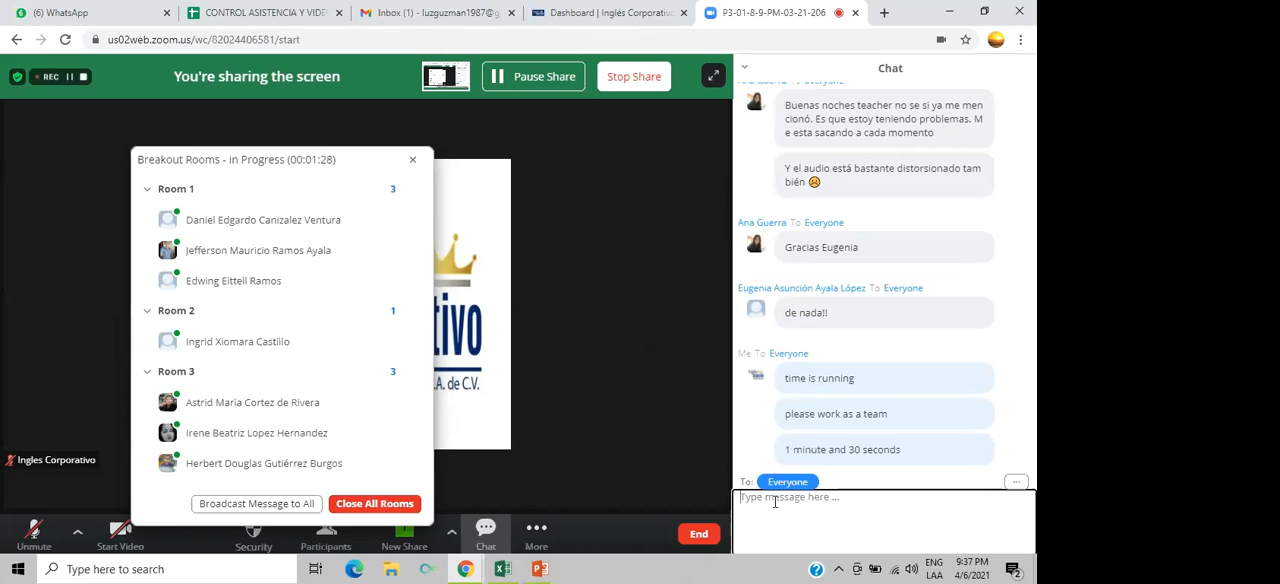 (1) WhatsApp
CONTROL ASISTENCIA Y VIDE
Inbox (1) - luzguzman1987@g
Dashboard | Inglés Corporativo
P3-01-8-9-PM-03-21-206
us02web.zoom.us/wc/82024406581/start
REC
You're sharing the screen
Pause Share
Stop Share
Chat
Buenas noches teacher no se si ya me men
cionó. Es que estoy teniendo problemas. M
e esta sacando a cada momento
Y el audio está bastante distorsionado tam
bién
Ana Guerra To Everyone
Gracias Eugenia
Eugenia Asunción Ayala López To Everyone
de nada!!
Me To Everyone
time is running
please work as a team
1 minute and 30 seconds
To: Everyone
Type message here ...
Breakout Rooms - In Progress (00:01:28)
Room 1 3
Daniel Edgardo Canizalez Ventura
Jefferson Mauricio Ramos Ayala
Edwing Eittell Ramos
Room 2 1
Ingrid Xiomara Castillo
Room 3 3
Astrid María Cortez de Rivera
Irene Beatriz Lopez Hernandez
Herbert Douglas Gutiérrez Burgos
Broadcast Message to All
Close All Rooms
tivo
.A. de C.V.
Ingles Corporativo
Unmute
Start Video
Security
Participants
New Share
Chat
More
End
Type here to search
ENG
LAA
9:37 PM
4/6/2021
2